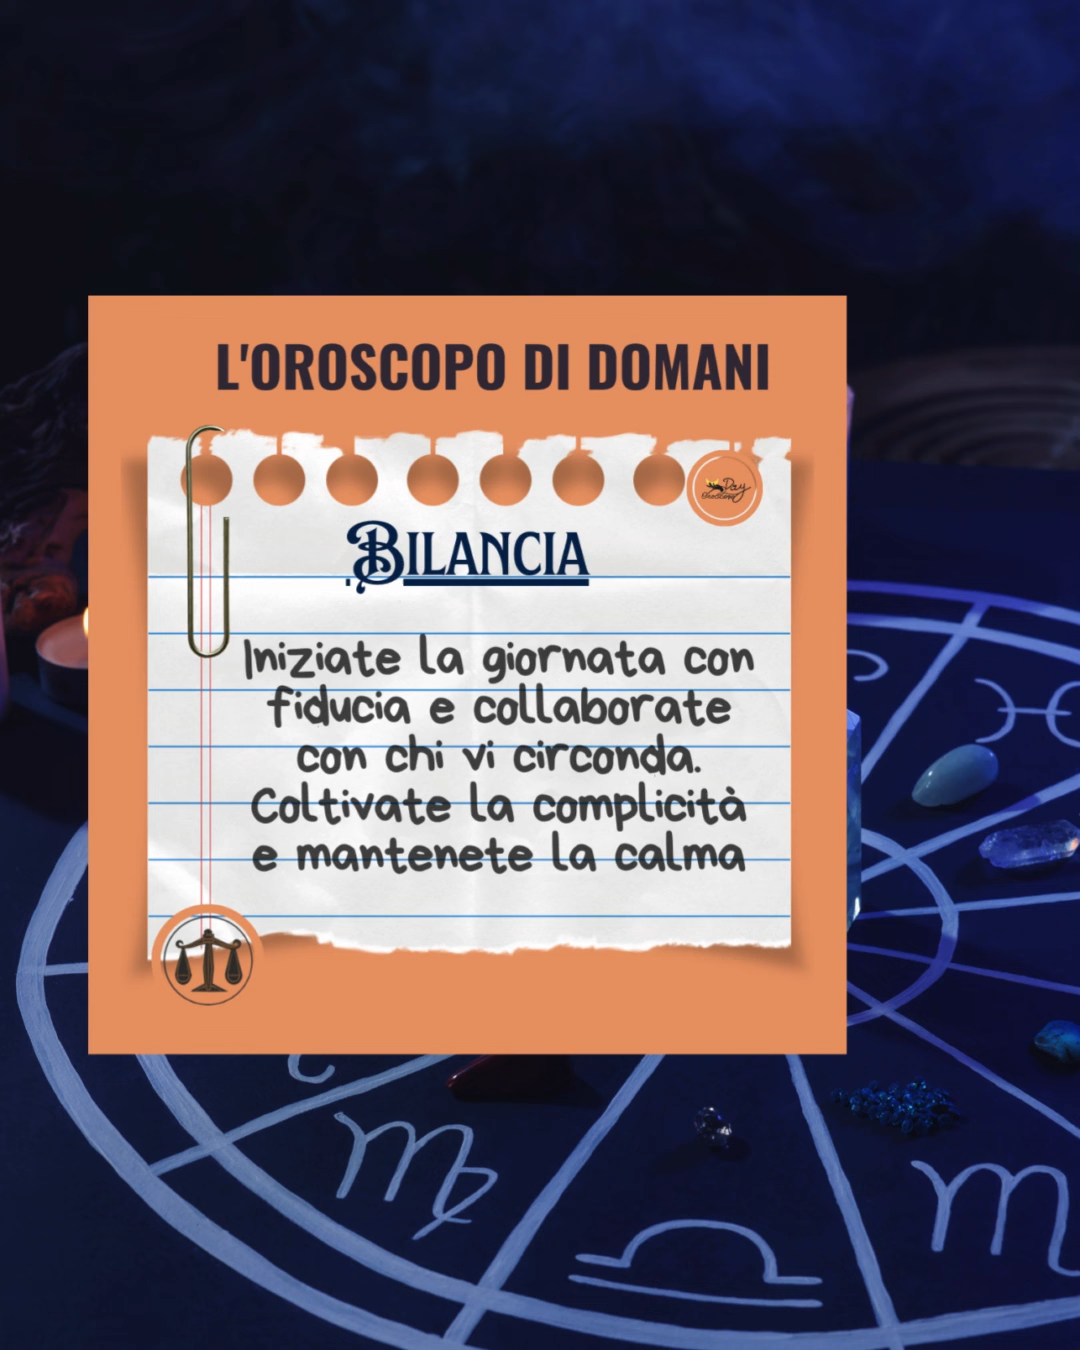 L'OROSCOPO DI DOMANI
Day
BILANCIA
Iniziate la giornata con
fiducia e collaborate
con chi vi circonda.
Coltivate la complicità
e mantenete la calma